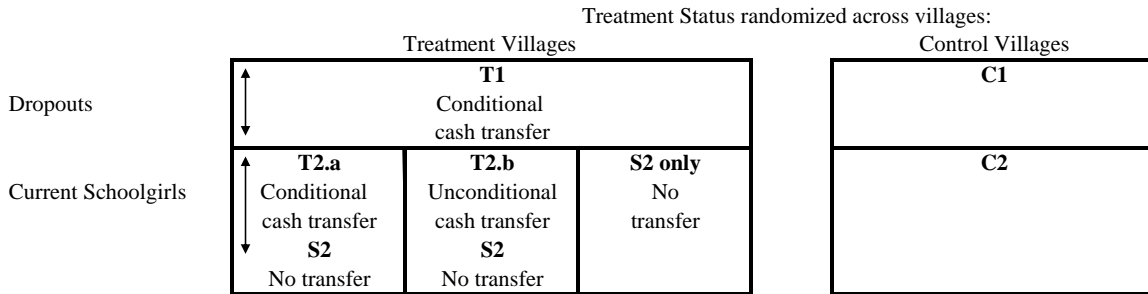 Treatment Status randomized across villages:
Treatment Villages Control Villages
T1 C1
Dropouts Conditional
cash transfer
T2.a T2.b S2 only C2
Current Schoolgirls Conditional Unconditional No
cash transfer cash transfer transfer
S2 S2
No transfer No transfer